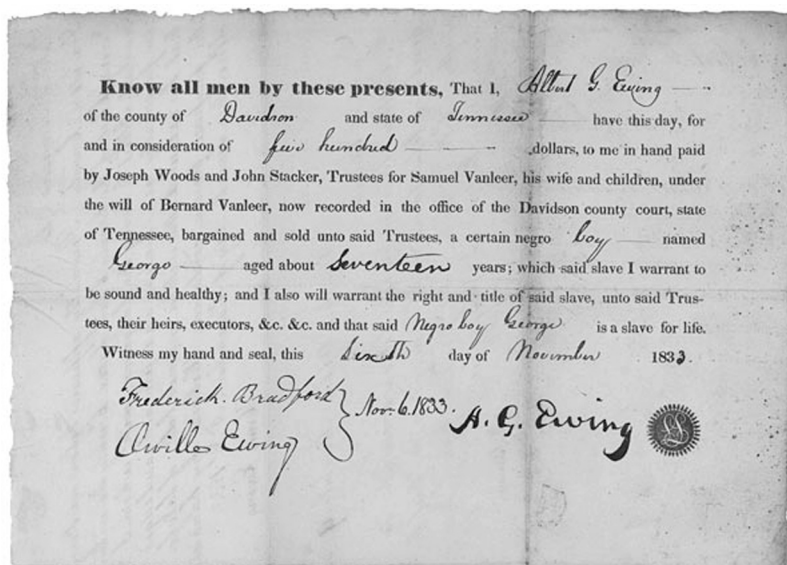 Know all men by these presents, That I, Albert G. Ewing
of the county of Davidson and state of Tennessee have this day, for
and in consideration of five hundred dollars, to me in hand paid
by Joseph Woods and John Stacker, Trustees for Samuel Vanleer, his wife and children, under
the will of Bernard Vanleer, now recorded in the office of the Davidson county court, state
of Tennessee, bargained and sold unto said Trustees, a certain negro boy named
George aged about Seventeen years; which said slave I warrant to
be sound and healthy; and I also will warrant the right and title of said slave, unto said Trus-
tees, their heirs, executors, &c. &c. and that said Negro boy George is a slave for life.
Witness my hand and seal, this Sixth day of November 1833.
Frederick Bradford
Orville Ewing
Nov. 6. 1833.
A. G. Ewing
LS